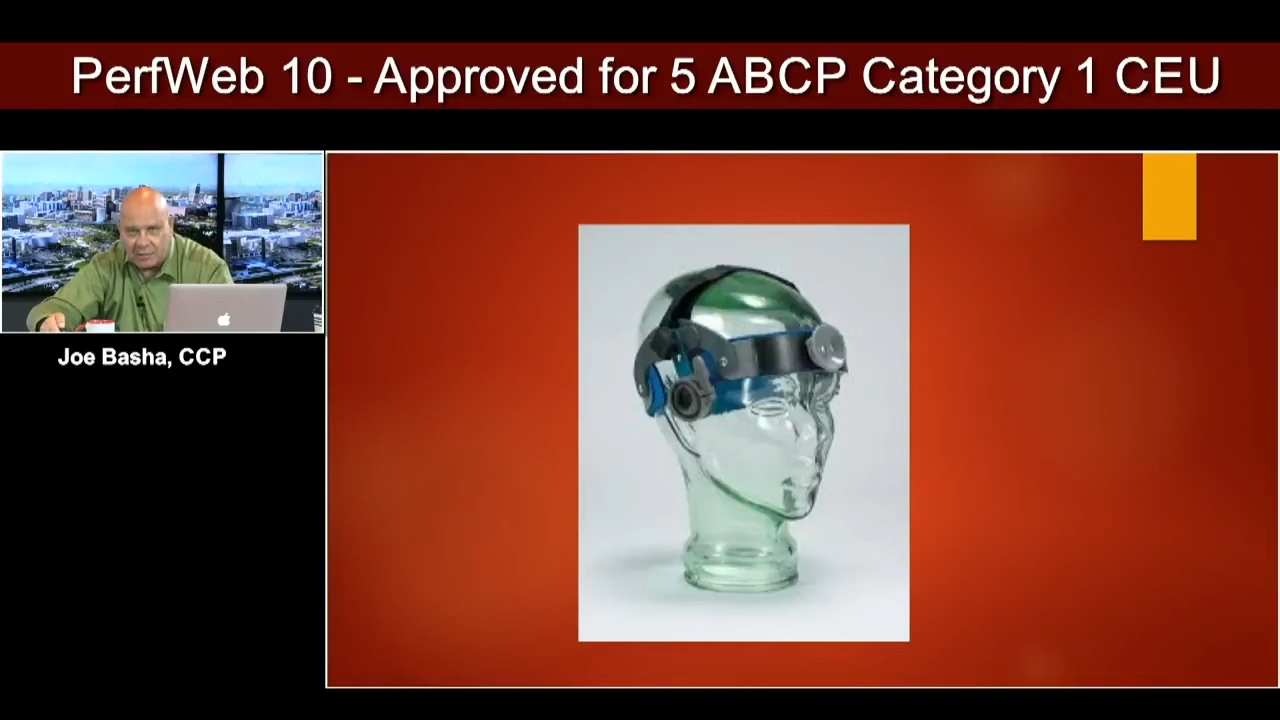 PerfWeb 10 - Approved for 5 ABCP Category 1 CEU
Joe Basha, CCP